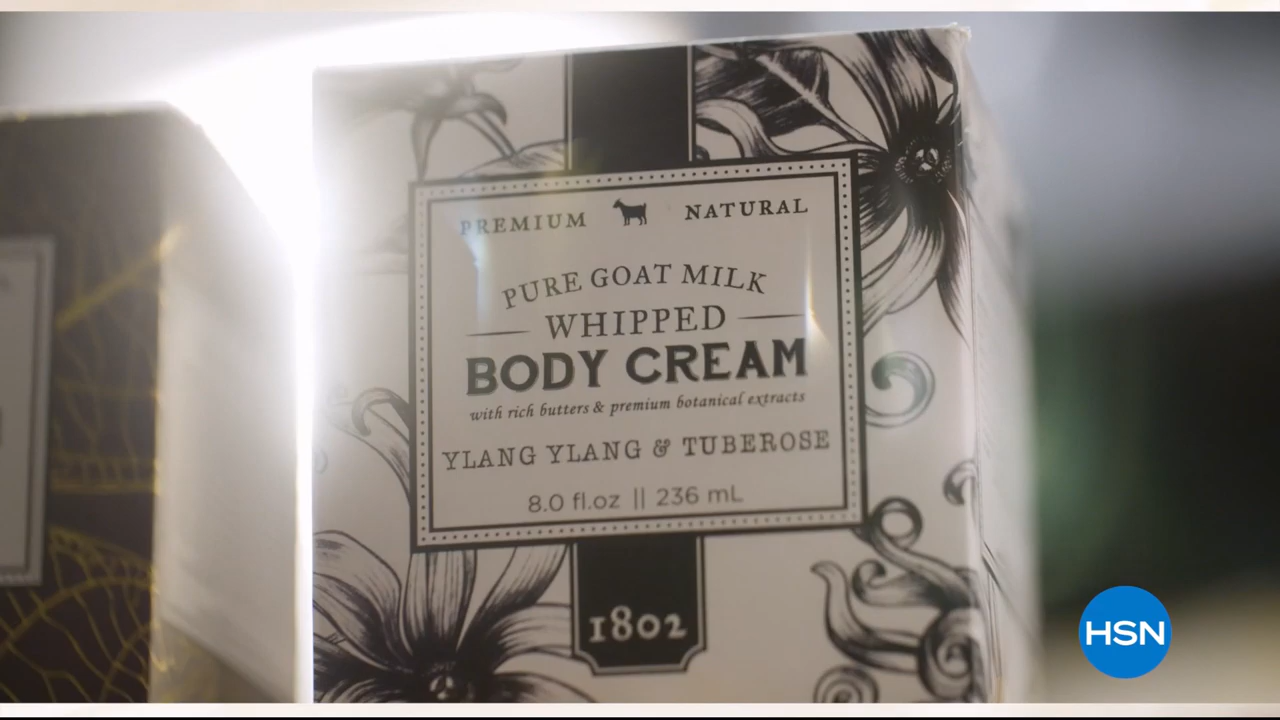 PREMIUM NATURAL
PURE GOAT MILK
WHIPPED
BODY CREAM
with rich butters & premium botanical extracts
YLANG YLANG & TUBEROSE
8.0 fl.oz || 236 mL
1802
HSN